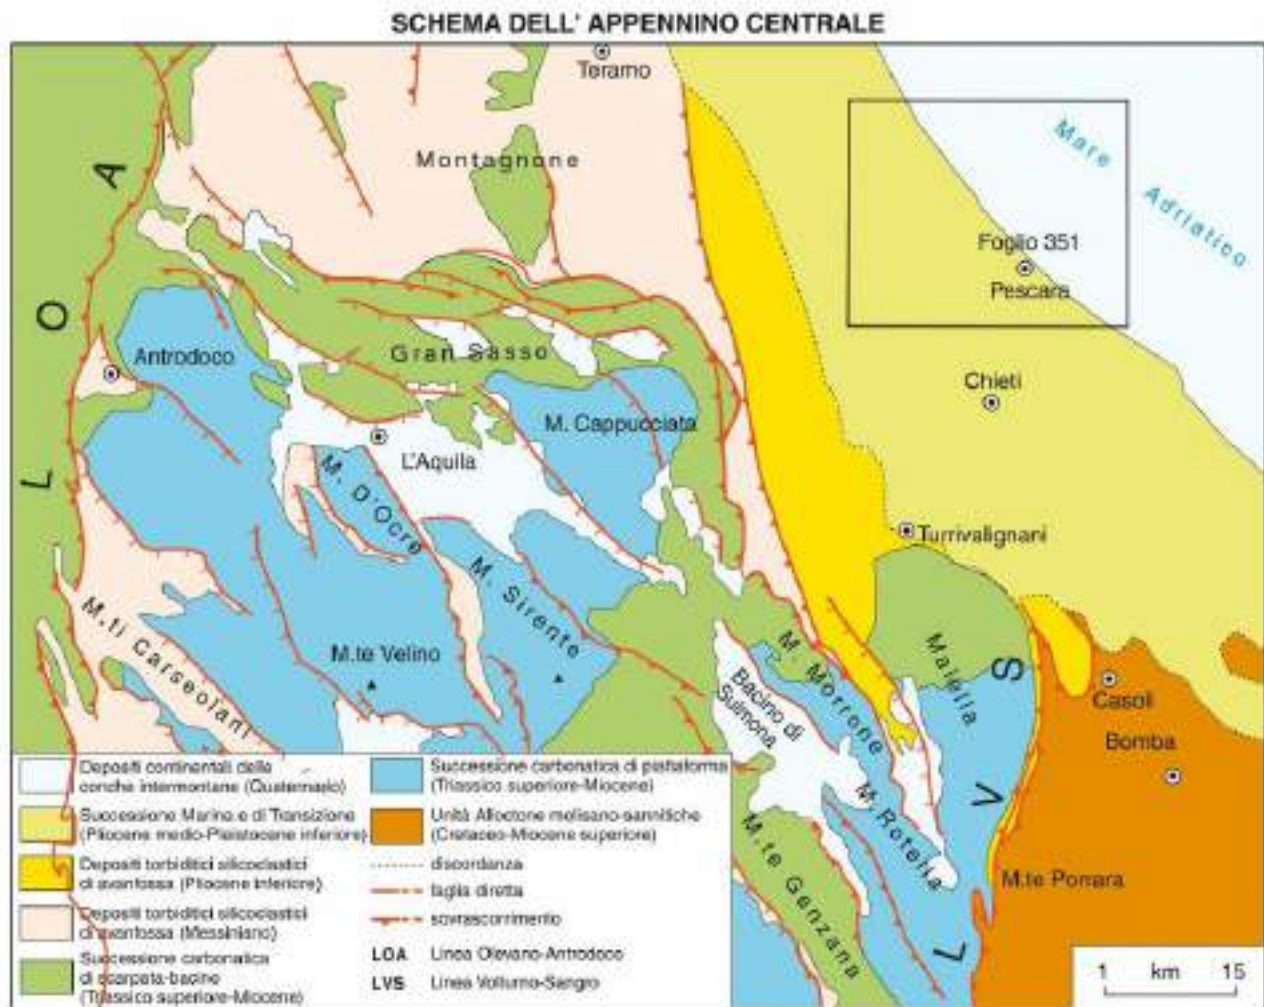 SCHEMA DELL' APPENNINO CENTRALE
Teramo
Montagnone
Mare Adriatico
Foglio 351
Pescara
L O A
Antrodoco
Gran Sasso
Chieti
M. Cappucciata
L'Aquila
M. D'Ocre
Turrivalignani
M. Sirente
M.ti Carseolani
M.te Velino
M. Morrone
Maiella
Bacino di
Sulmona
Casoli
Bomba
M. Rotella
M.te Genzana
M.te Porrara
L V S
Depositi continentali delle
conche intermontane (Quaternario)
Successione Marina e di Transizione
(Pliocene medio-Pleistocene inferiore)
Depositi torbiditici silicoclastici
di avanfossa (Pliocene Inferiore)
Depositi torbiditici silicoclastici
di avanfossa (Messiniano)
Successione carbonatica
di scarpata-bacino
(Triassico superiore-Miocene)
Successione carbonatica di piattaforma
(Triassico superiore-Miocene)
Unità Alloctone molisano-sannitiche
(Cretaceo-Miocene superiore)
discordanza
faglia diretta
sovrascorrimento
LOA Linea Olevano-Antrodoco
LVS Linea Volturno-Sangro
1 km 15